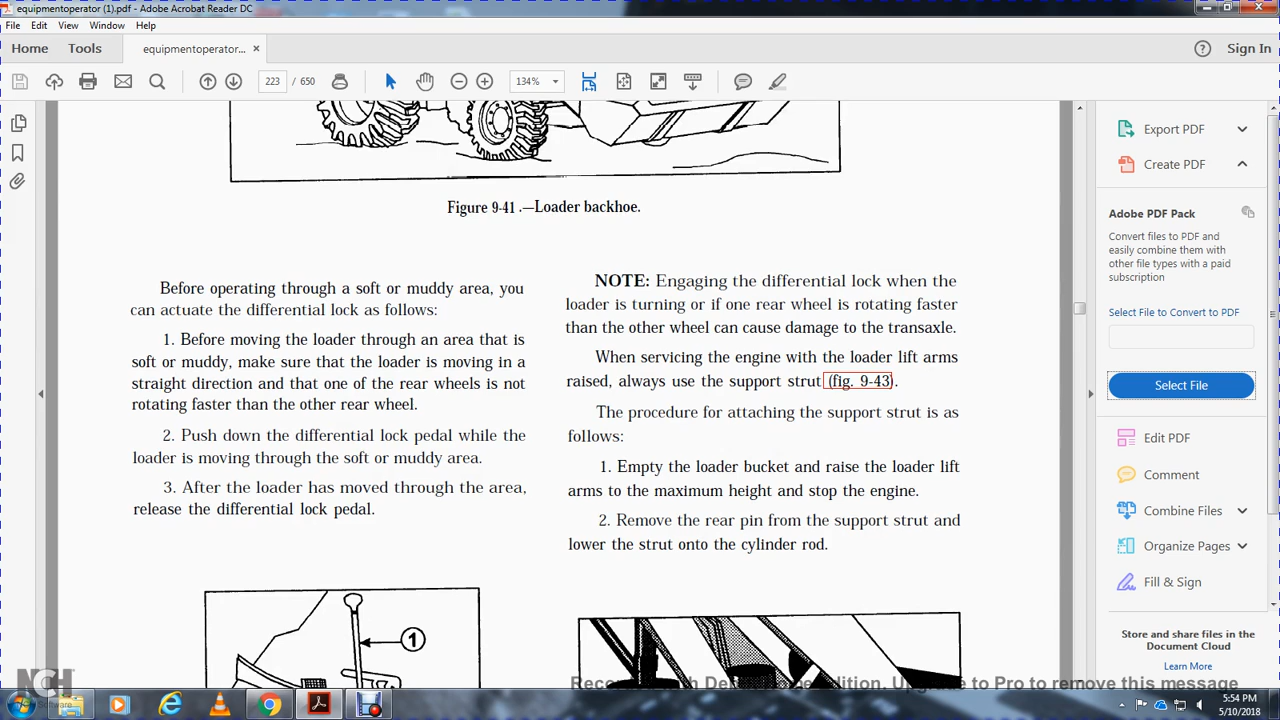 equipmentoperator (1).pdf - Adobe Acrobat Reader DC
File Edit View Window Help
Home Tools equipmentoperator... × Sign In
223 / 650 134%
Figure 9-41 .—Loader backhoe.
Before operating through a soft or muddy area, you
can actuate the differential lock as follows:
1. Before moving the loader through an area that is
soft or muddy, make sure that the loader is moving in a
straight direction and that one of the rear wheels is not
rotating faster than the other rear wheel.
2. Push down the differential lock pedal while the
loader is moving through the soft or muddy area.
3. After the loader has moved through the area,
release the differential lock pedal.
1
NOTE: Engaging the differential lock when the
loader is turning or if one rear wheel is rotating faster
than the other wheel can cause damage to the transaxle.
When servicing the engine with the loader lift arms
raised, always use the support strut (fig. 9-43).
The procedure for attaching the support strut is as
follows:
1. Empty the loader bucket and raise the loader lift
arms to the maximum height and stop the engine.
2. Remove the rear pin from the support strut and
lower the strut onto the cylinder rod.
Export PDF
Create PDF
Adobe PDF Pack
Convert files to PDF and
easily combine them with
other file types with a paid
subscription
Select File to Convert to PDF
Select File
Edit PDF
Comment
Combine Files
Organize Pages
Fill & Sign
Store and share files in the
Document Cloud
Learn More
NCH
Software
Upgrade to Pro to remove this message
5:54 PM
5/10/2018